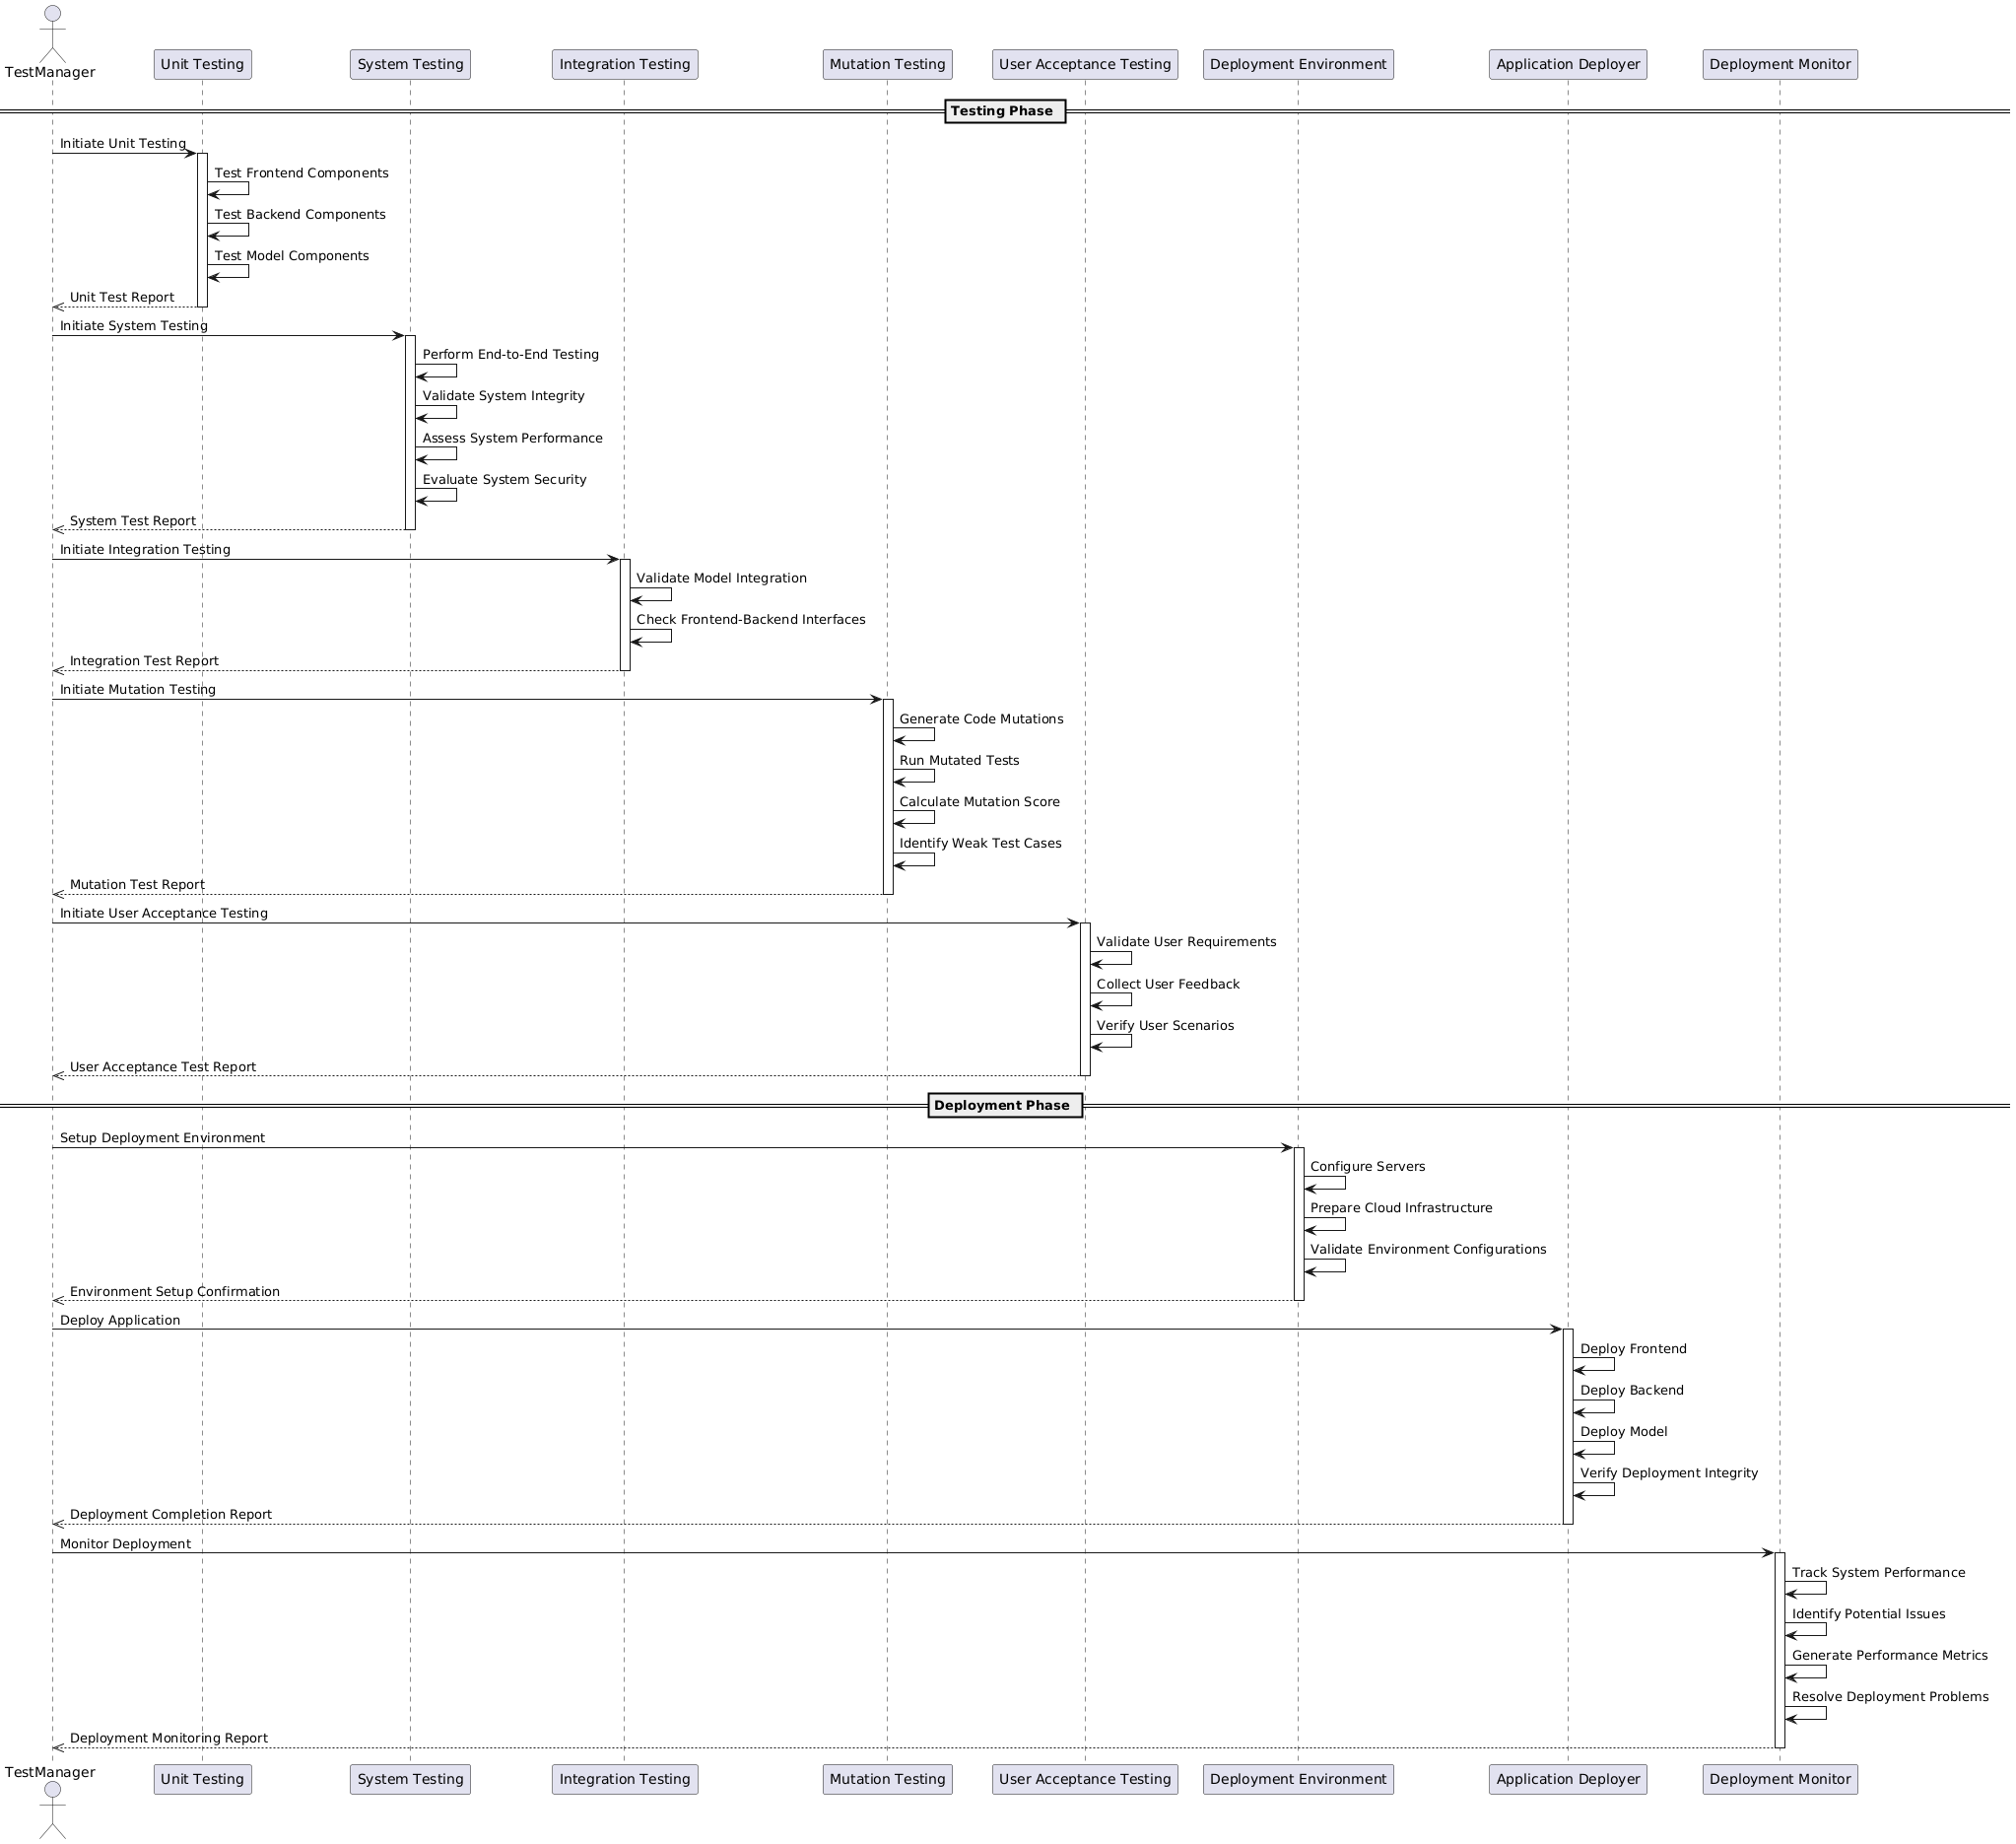 TestManager
Unit Testing
System Testing
Integration Testing
Mutation Testing
User Acceptance Testing
Deployment Environment
Application Deployer
Deployment Monitor
Testing Phase
Initiate Unit Testing
Test Frontend Components
Test Backend Components
Test Model Components
Unit Test Report
Initiate System Testing
Perform End-to-End Testing
Validate System Integrity
Assess System Performance
Evaluate System Security
System Test Report
Initiate Integration Testing
Validate Model Integration
Check Frontend-Backend Interfaces
Integration Test Report
Initiate Mutation Testing
Generate Code Mutations
Run Mutated Tests
Calculate Mutation Score
Identify Weak Test Cases
Mutation Test Report
Initiate User Acceptance Testing
Validate User Requirements
Collect User Feedback
Verify User Scenarios
User Acceptance Test Report
Deployment Phase
Setup Deployment Environment
Configure Servers
Prepare Cloud Infrastructure
Validate Environment Configurations
Environment Setup Confirmation
Deploy Application
Deploy Frontend
Deploy Backend
Deploy Model
Verify Deployment Integrity
Deployment Completion Report
Monitor Deployment
Track System Performance
Identify Potential Issues
Generate Performance Metrics
Resolve Deployment Problems
Deployment Monitoring Report
TestManager
Unit Testing
System Testing
Integration Testing
Mutation Testing
User Acceptance Testing
Deployment Environment
Application Deployer
Deployment Monitor